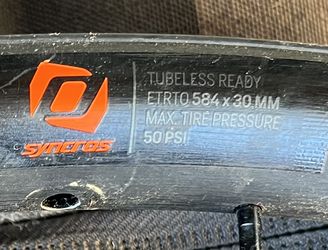 TUBELESS READY
ETRTO 584 x 30 MM
MAX. TIRE PRESSURE
50 PSI
SYNCROS